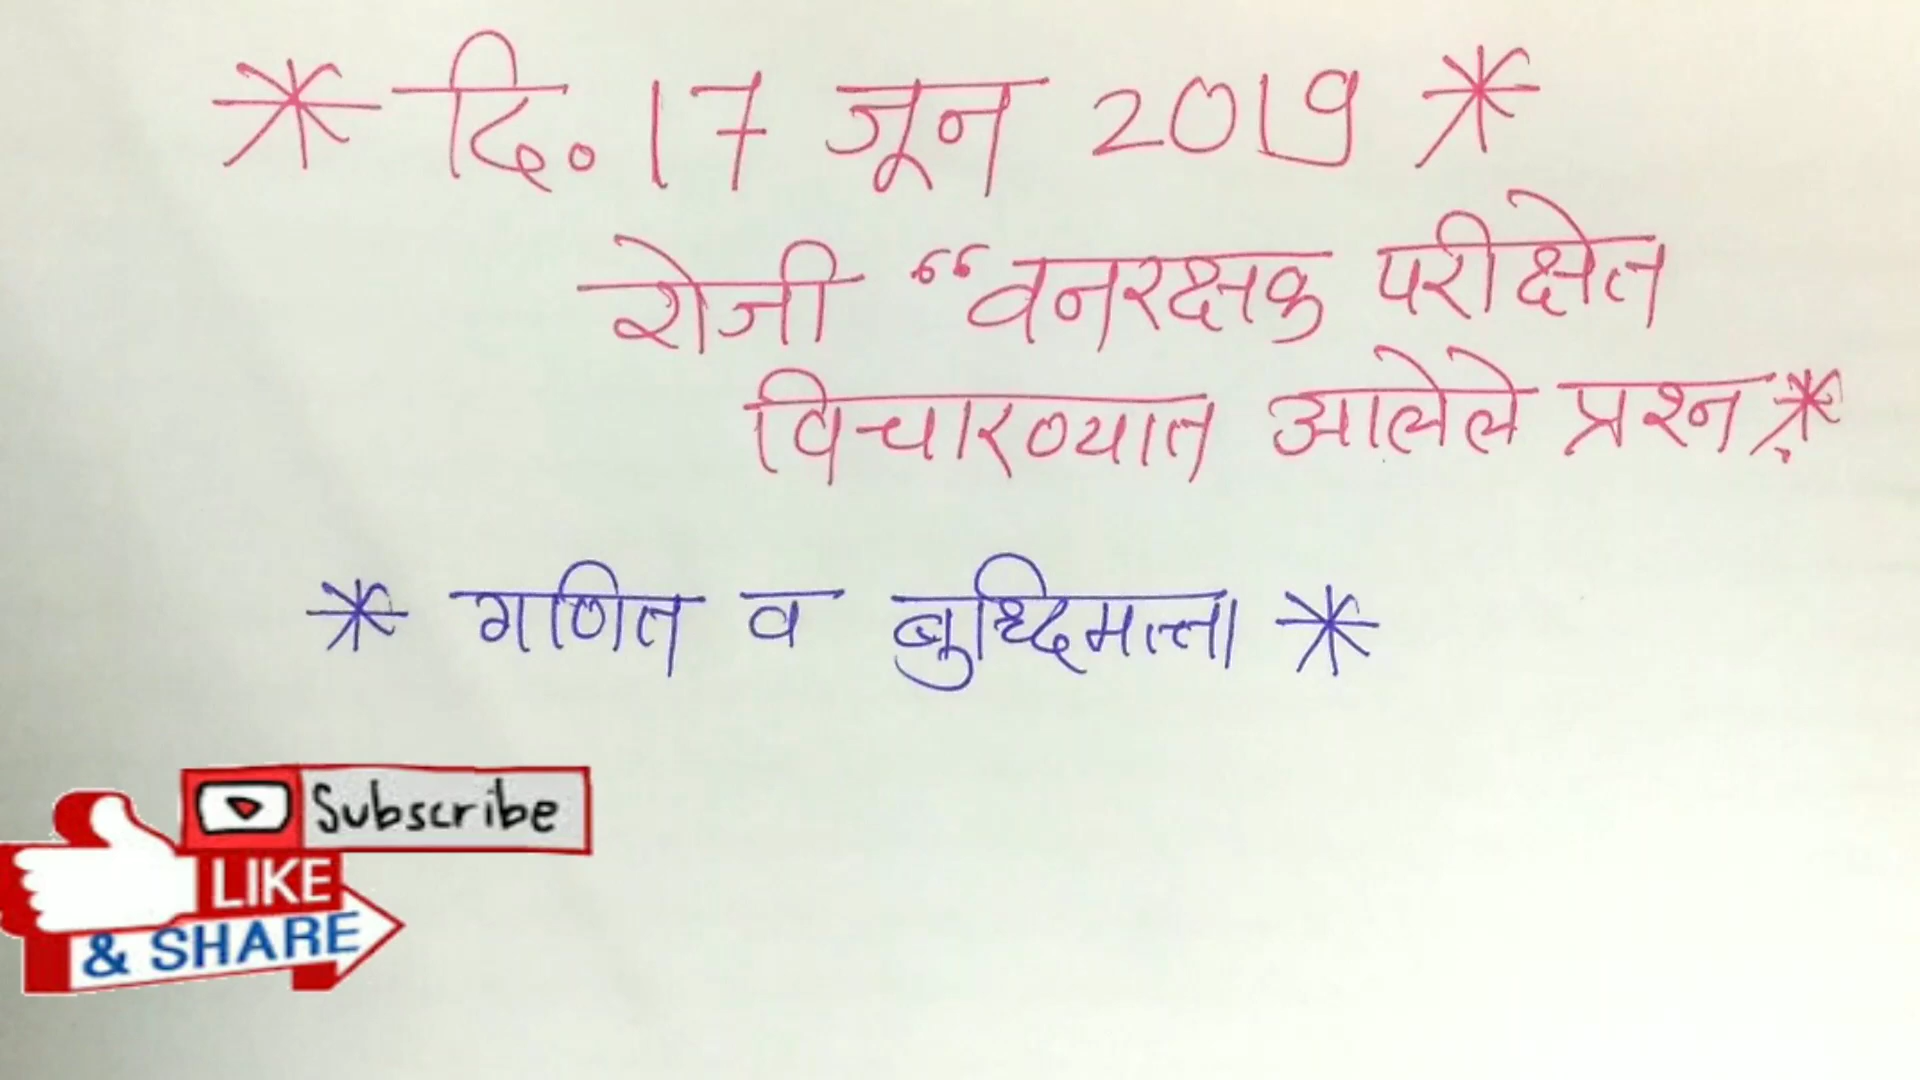 * दि. 17 जून 2019 *
रोजी “वनरक्षक परीक्षेत
विचारण्यात आलेले प्रश्न *
* गणित व बुध्दिमत्ता *
Subscribe
LIKE
& SHARE